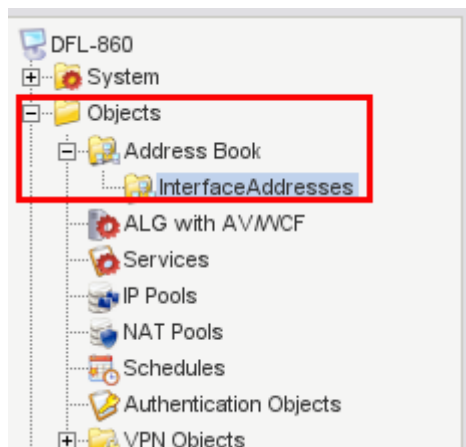 DFL-860
System
Objects
Address Book
InterfaceAddresses
ALG with AV/WCF
Services
IP Pools
NAT Pools
Schedules
Authentication Objects
VPN Objects